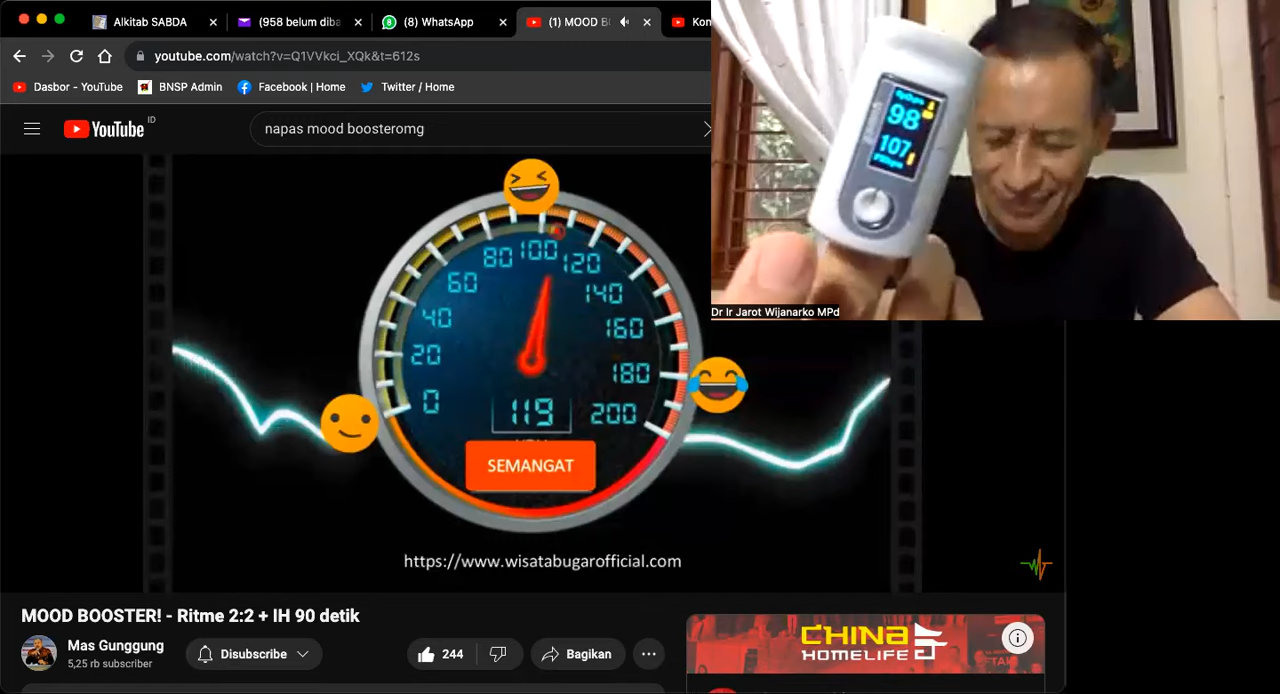 Alkitab SABDA
(958 belum diba
(8) WhatsApp
(1) MOOD BO
Kon
youtube.com/watch?v=Q1VVkci_XQk&t=612s
Dasbor - YouTube
BNSP Admin
Facebook | Home
Twitter / Home
YouTube ID
napas mood boosteromg
98
107
Dr Ir Jarot Wijanarko MPd
0
20
40
60
80
100
120
140
160
180
200
119
SEMANGAT
https://www.wisatabugarofficial.com
MOOD BOOSTER! - Ritme 2:2 + IH 90 detik
Mas Gunggung
5,25 rb subscriber
Disubscribe
244
Bagikan
CHINA
HOMELIFE